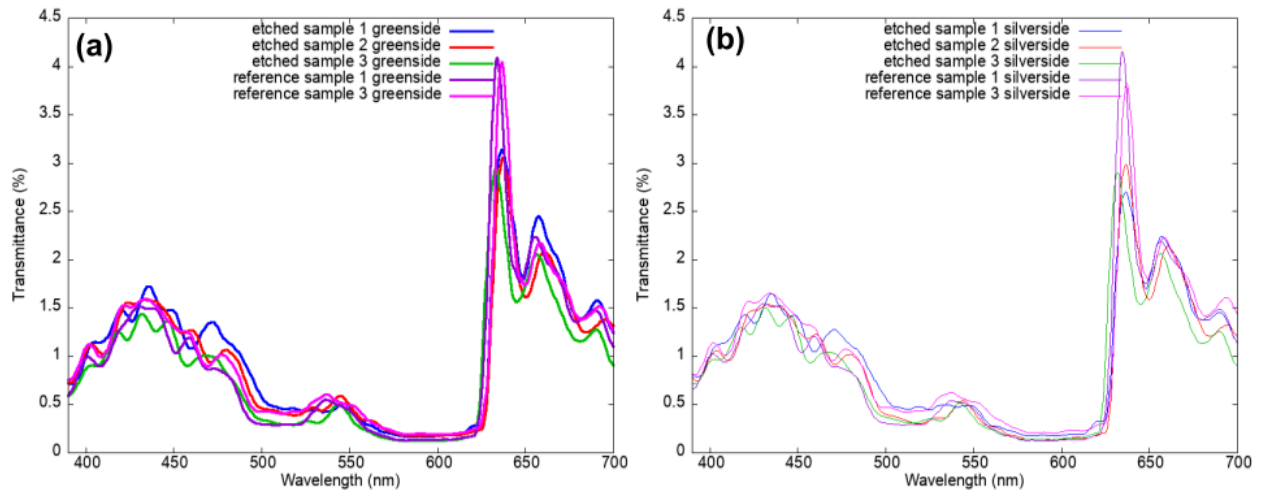 (a)
etched sample 1 greenside
etched sample 2 greenside
etched sample 3 greenside
reference sample 1 greenside
reference sample 3 greenside
Transmittance (%)
4.5
4
3.5
3
2.5
2
1.5
1
0.5
0
400 450 500 550 600 650 700
Wavelength (nm)
(b)
etched sample 1 silverside
etched sample 2 silverside
etched sample 3 silverside
reference sample 1 silverside
reference sample 3 silverside
Transmittance (%)
4.5
4
3.5
3
2.5
2
1.5
1
0.5
0
400 450 500 550 600 650 700
Wavelength (nm)